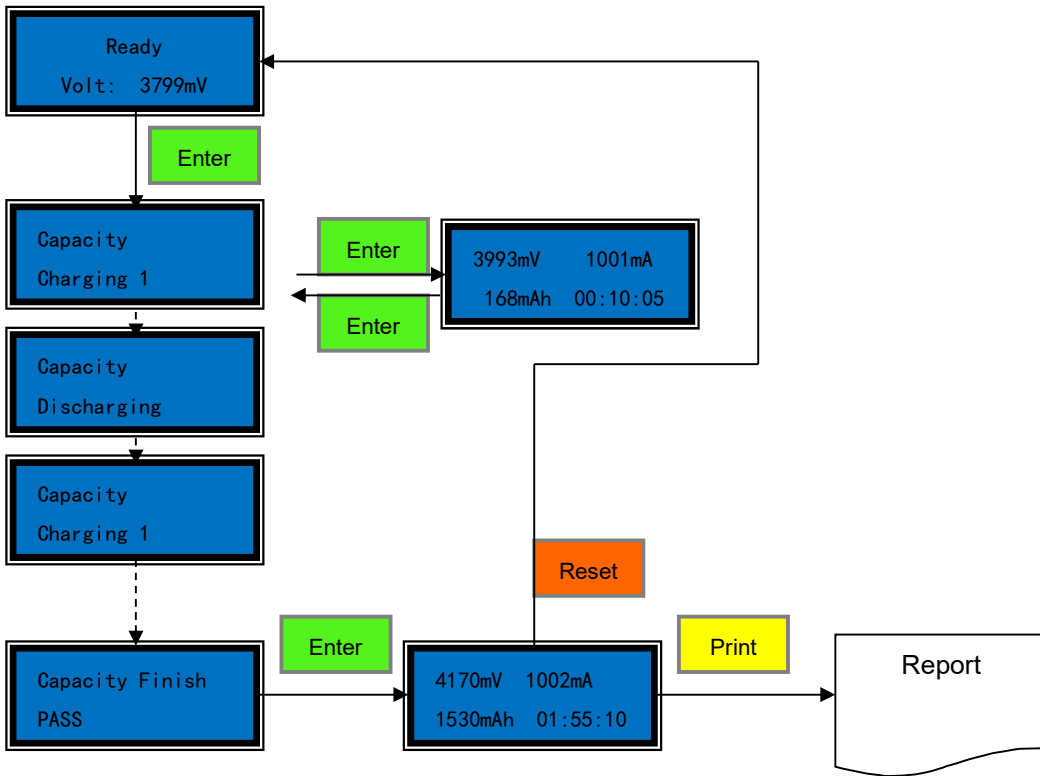 Ready
Volt: 3799mV
Enter
Capacity
Charging 1
Enter
3993mV 1001mA
168mAh 00:10:05
Enter
Capacity
Discharging
Capacity
Charging 1
Reset
Capacity Finish
PASS
Enter
4170mV 1002mA
1530mAh 01:55:10
Print
Report